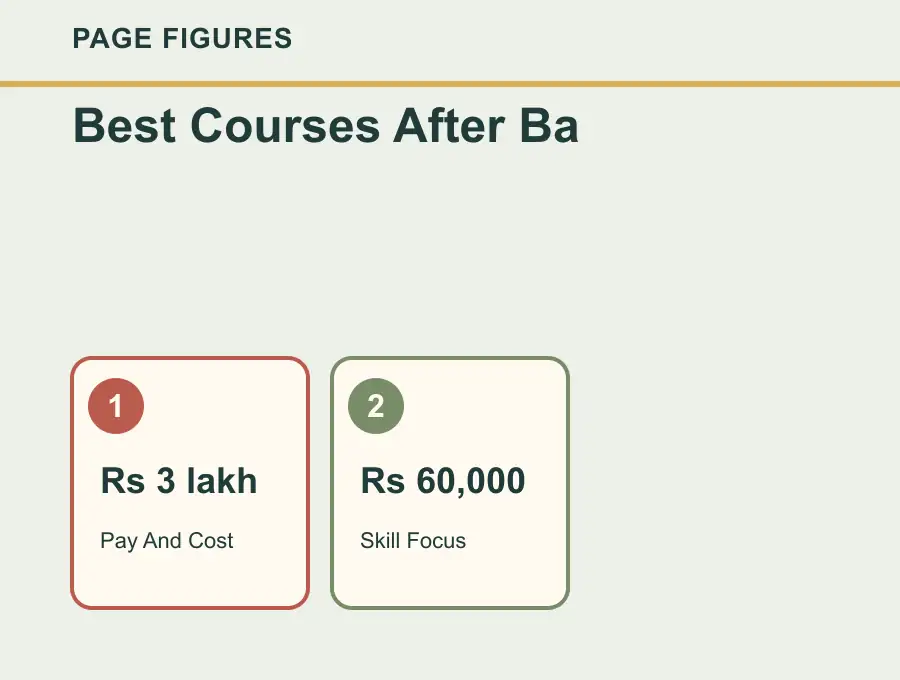 PAGE FIGURES
Best Courses After Ba
1
Rs 3 lakh
Pay And Cost
2
Rs 60,000
Skill Focus